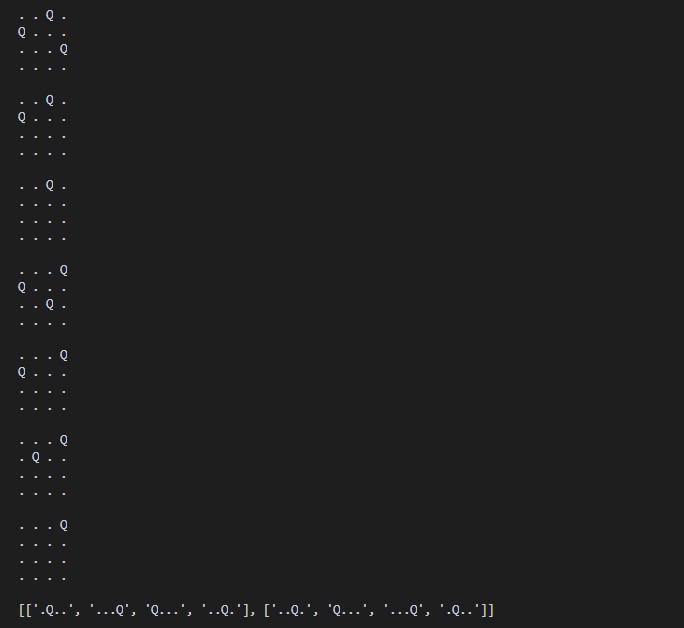 . . Q .
Q . . .
. . . Q
. . . .

. . Q .
Q . . .
. . . .
. . . .

. . Q .
. . . .
. . . .
. . . .

. . . Q
Q . . .
. . Q .
. . . .

. . . Q
Q . . .
. . . .
. . . .

. . . Q
. Q . .
. . . .
. . . .

. . . Q
. . . .
. . . .
. . . .

[['.Q..', '...Q', 'Q...', '..Q.'], ['..Q.', 'Q...', '...Q', '.Q..']]